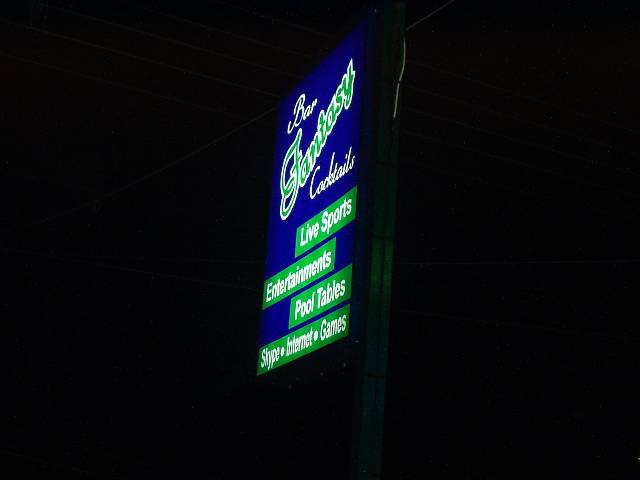 Bar
Fantasy
Cocktails
Live Sports
Entertainments
Pool Tables
Skype • Internet • Games